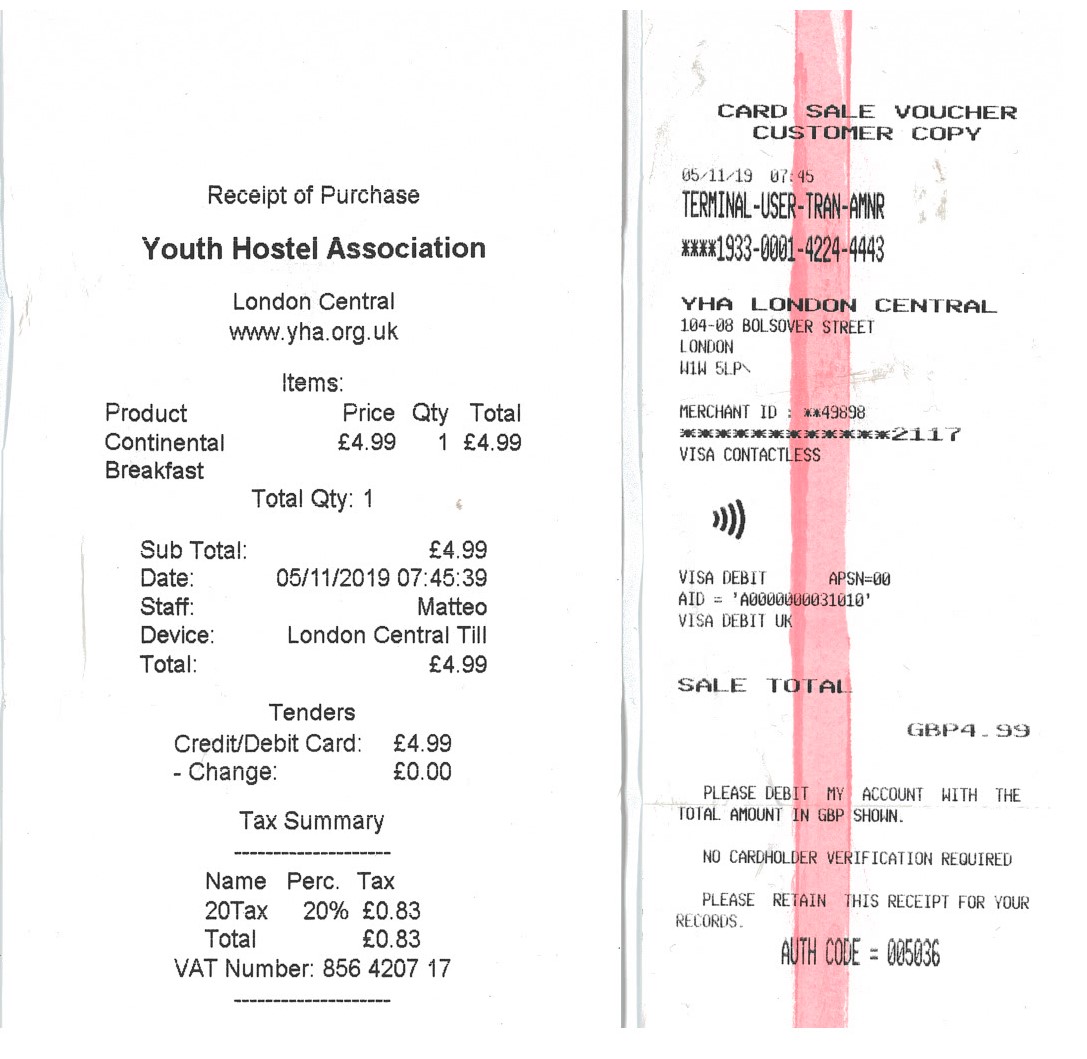 Receipt of Purchase
Youth Hostel Association
London Central
www.yha.org.uk
Items:
Product Price Qty Total
Continental £4.99 1 £4.99
Breakfast
Total Qty: 1
Sub Total: £4.99
Date: 05/11/2019 07:45:39
Staff: Matteo
Device: London Central Till
Total: £4.99
Tenders
Credit/Debit Card: £4.99
- Change: £0.00
Tax Summary
--------------------
Name Perc. Tax
20Tax 20% £0.83
Total £0.83
VAT Number: 856 4207 17
--------------------
CARD SALE VOUCHER
CUSTOMER COPY
05/11/19 07:45
TERMINAL-USER-TRAN-AMNR
****1933-0001-4224-4443
YHA LONDON CENTRAL
104-08 BOLSOVER STREET
LONDON
W1W 5LP\
MERCHANT ID : **49898
************2117
VISA CONTACTLESS
VISA DEBIT APSN=00
AID = 'A0000000031010'
VISA DEBIT UK
SALE TOTAL
GBP4.99
PLEASE DEBIT MY ACCOUNT WITH THE
TOTAL AMOUNT IN GBP SHOWN.
NO CARDHOLDER VERIFICATION REQUIRED
PLEASE RETAIN THIS RECEIPT FOR YOUR
RECORDS.
AUTH CODE = 005036